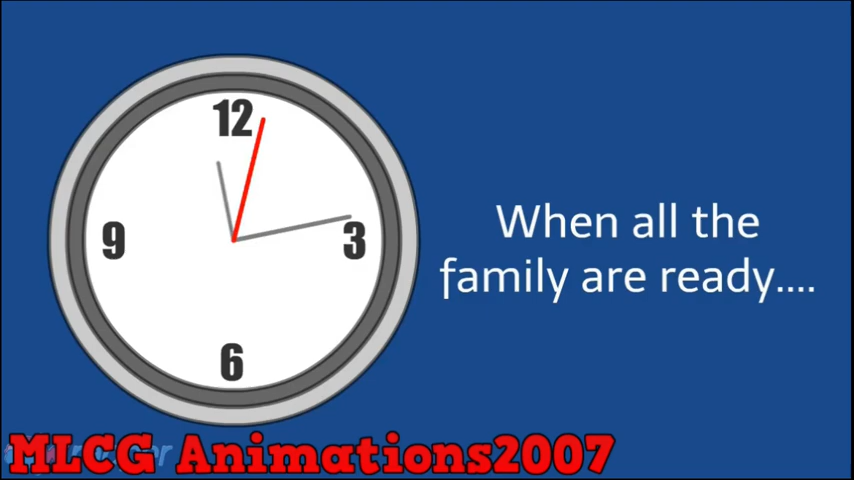 12
9
3
6
When all the
family are ready....
MLCG Animations2007